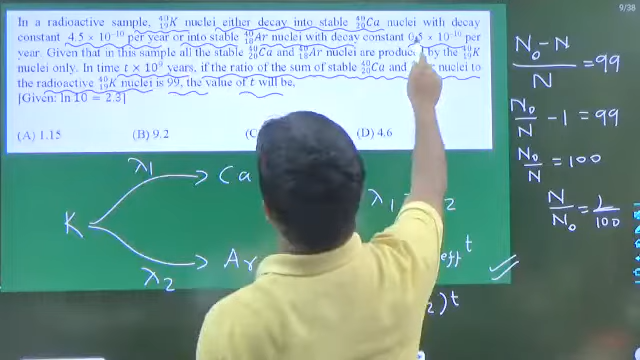 9/38
In a radioactive sample, ⁴⁰₁₉K nuclei either decay into stable ⁴⁰₂₀Ca nuclei with decay
constant 4.5 × 10⁻¹⁰ per year or into stable ⁴⁰₁₈Ar nuclei with decay constant 0.5 × 10⁻¹⁰ per
year. Given that in this sample all the stable ⁴⁰₂₀Ca and ⁴⁰₁₈Ar nuclei are produced by the ⁴⁰₁₉K
nuclei only. In time t × 10⁹ years, if the ratio of the sum of stable ⁴⁰₂₀Ca and nuclei to
the radioactive ⁴⁰₁₉K nuclei is 99, the value of t will be,
[Given: ln 10 = 2.3]
(A) 1.15 (B) 9.2 (C (D) 4.6
N₀ − N / N = 99
N₀/N − 1 = 99
N₀/N = 100
N/N₀ = 1/100
λ₁
Ca
K
λ₂
Ar
λ₁ 2
eff t
₂) t